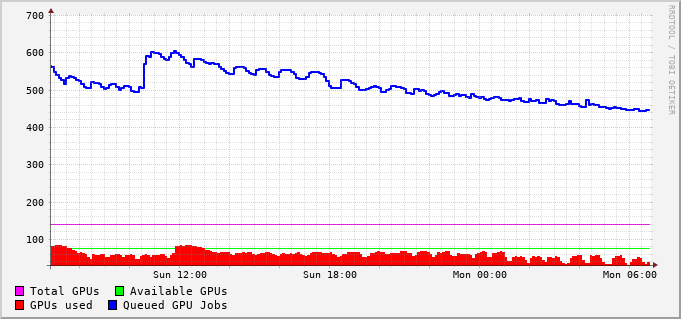 700
600
500
400
300
200
100
Sun 12:00 Sun 18:00 Mon 00:00 Mon 06:00
Total GPUs Available GPUs
GPUs used Queued GPU Jobs
RRDTOOL / TOBI OETIKER